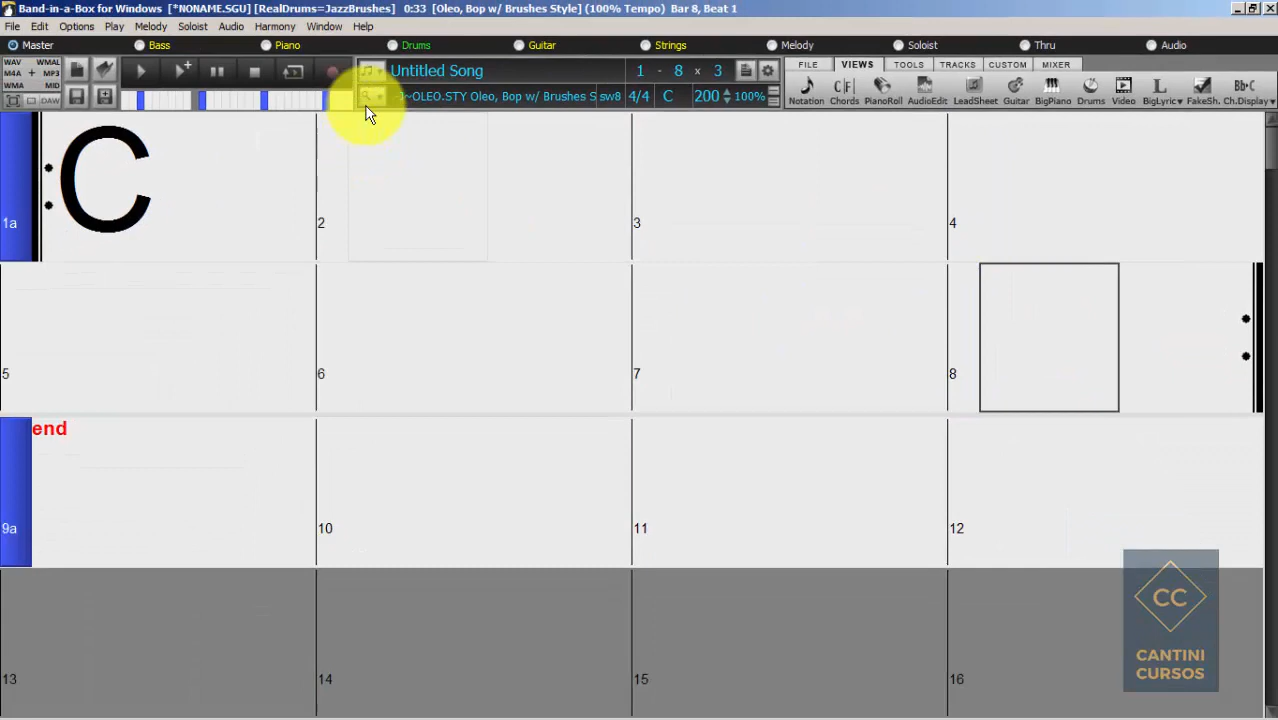 Band-in-a-Box for Windows [*NONAME.SGU] [RealDrums=JazzBrushes] 0:33 [Oleo, Bop w/ Brushes Style] (100% Tempo) Bar 8, Beat 1
File Edit Options Play Melody Soloist Audio Harmony Window Help
Master Bass Piano Drums Guitar Strings Melody Soloist Thru Audio
WAV WMAL
M4A + MP3
WMA MID
DAW
Untitled Song 1 - 8 x 3
-J~OLEO.STY Oleo, Bop w/ Brushes S sw8 4/4 C 200 100%
FILE VIEWS TOOLS TRACKS CUSTOM MIXER
C F
L
Bb>C
Notation Chords PianoRoll AudioEdit LeadSheet Guitar BigPiano Drums Video BigLyric FakeSh. Ch.Display
C
1a 2 3 4
5 6 7 8
end
9a 10 11 12
13 14 15 16
CC
CANTINI
CURSOS